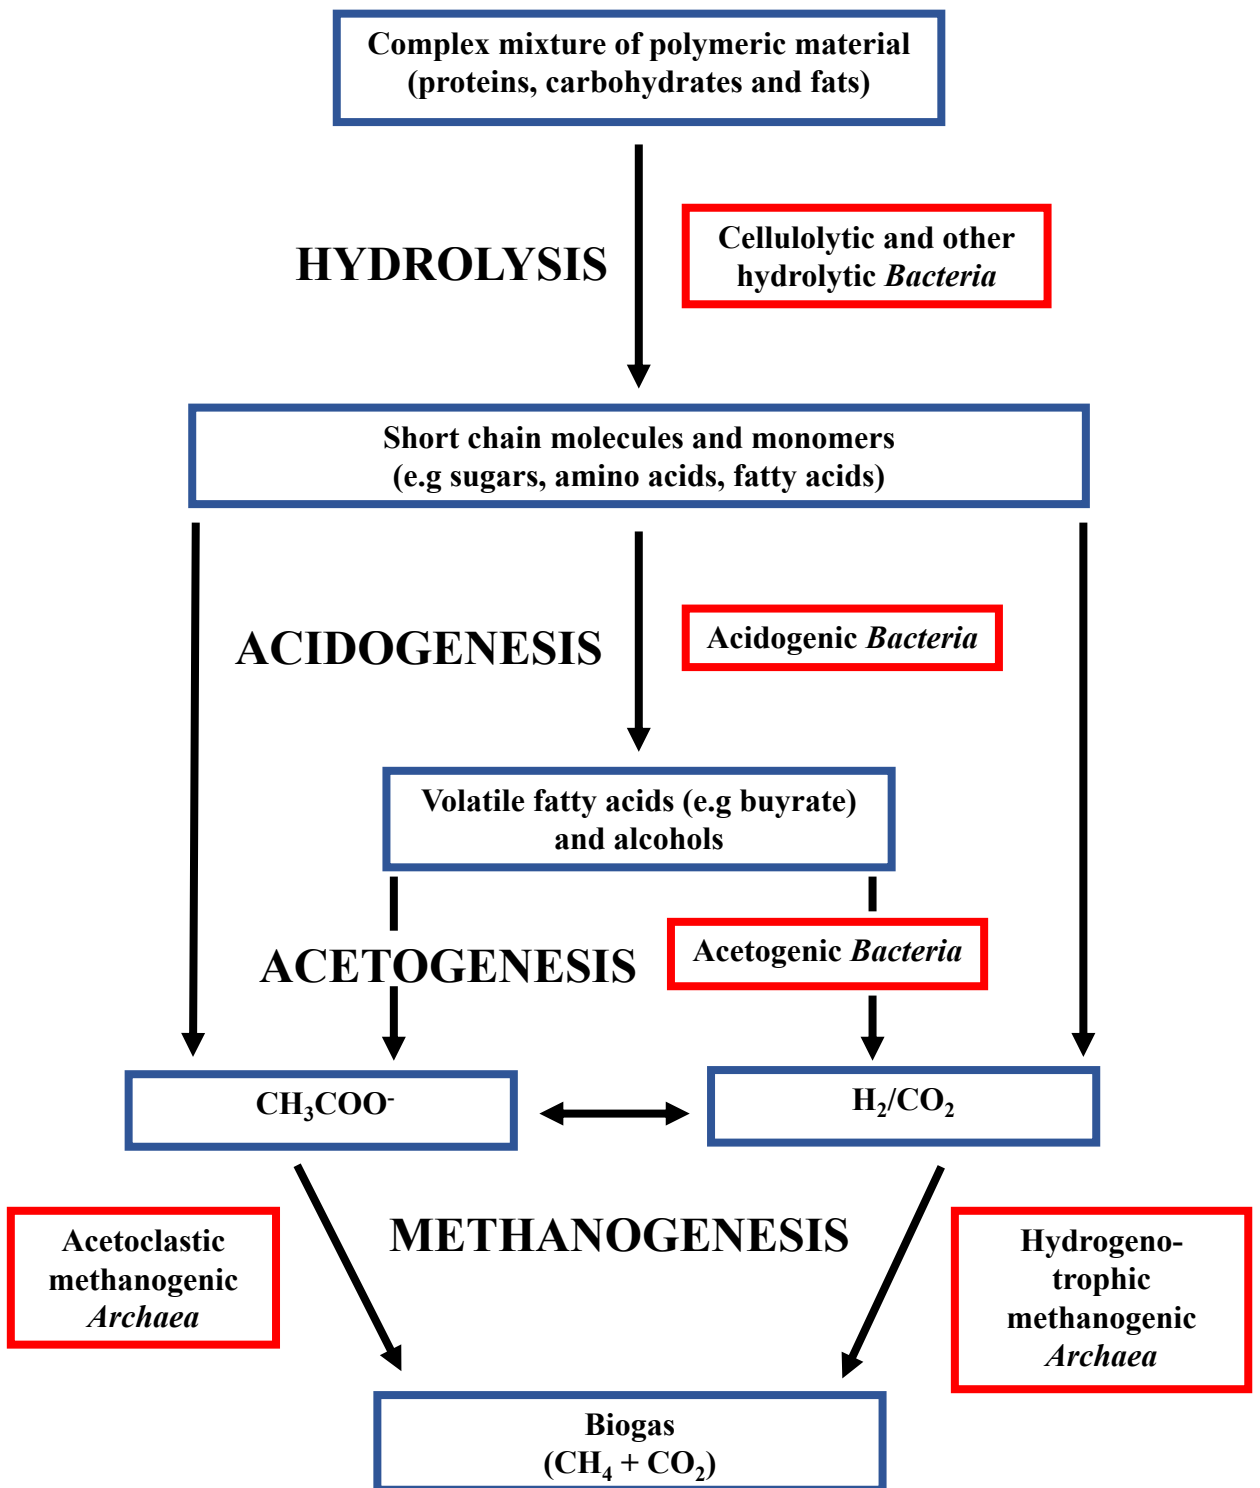 Complex mixture of polymeric material
(proteins, carbohydrates and fats)
HYDROLYSIS
Cellulolytic and other
hydrolytic Bacteria
Short chain molecules and monomers
(e.g sugars, amino acids, fatty acids)
ACIDOGENESIS
Acidogenic Bacteria
Volatile fatty acids (e.g buyrate)
and alcohols
ACETOGENESIS
Acetogenic Bacteria
CH₃COO⁻
H₂/CO₂
METHANOGENESIS
Acetoclastic
methanogenic
Archaea
Hydrogeno-
trophic
methanogenic
Archaea
Biogas
(CH₄ + CO₂)